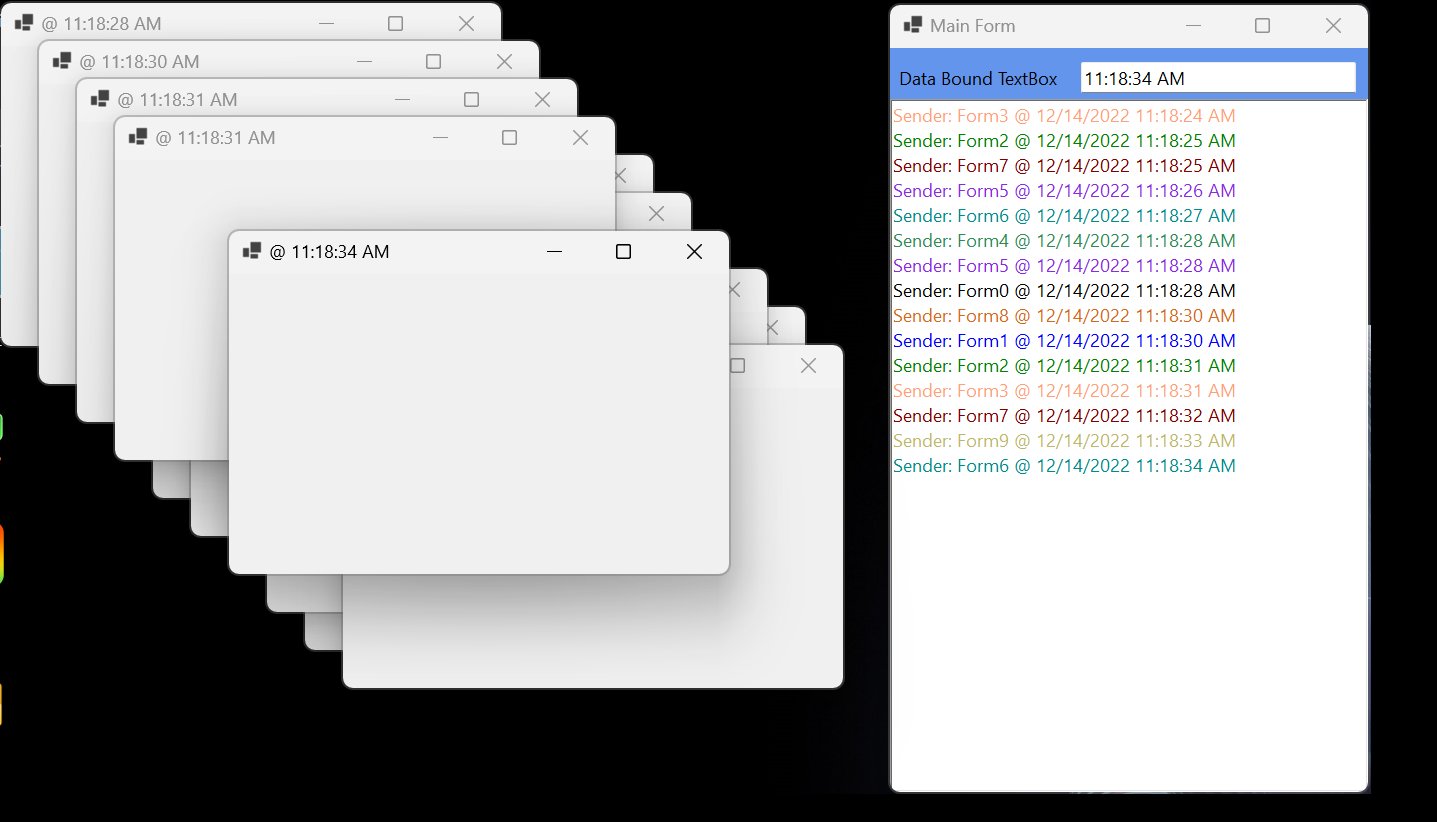 @ 11:18:28 AM
@ 11:18:30 AM
@ 11:18:31 AM
@ 11:18:31 AM
@ 11:18:34 AM
Main Form
Data Bound TextBox 11:18:34 AM
Sender: Form3 @ 12/14/2022 11:18:24 AM
Sender: Form2 @ 12/14/2022 11:18:25 AM
Sender: Form7 @ 12/14/2022 11:18:25 AM
Sender: Form5 @ 12/14/2022 11:18:26 AM
Sender: Form6 @ 12/14/2022 11:18:27 AM
Sender: Form4 @ 12/14/2022 11:18:28 AM
Sender: Form5 @ 12/14/2022 11:18:28 AM
Sender: Form0 @ 12/14/2022 11:18:28 AM
Sender: Form8 @ 12/14/2022 11:18:30 AM
Sender: Form1 @ 12/14/2022 11:18:30 AM
Sender: Form2 @ 12/14/2022 11:18:31 AM
Sender: Form3 @ 12/14/2022 11:18:31 AM
Sender: Form7 @ 12/14/2022 11:18:32 AM
Sender: Form9 @ 12/14/2022 11:18:33 AM
Sender: Form6 @ 12/14/2022 11:18:34 AM